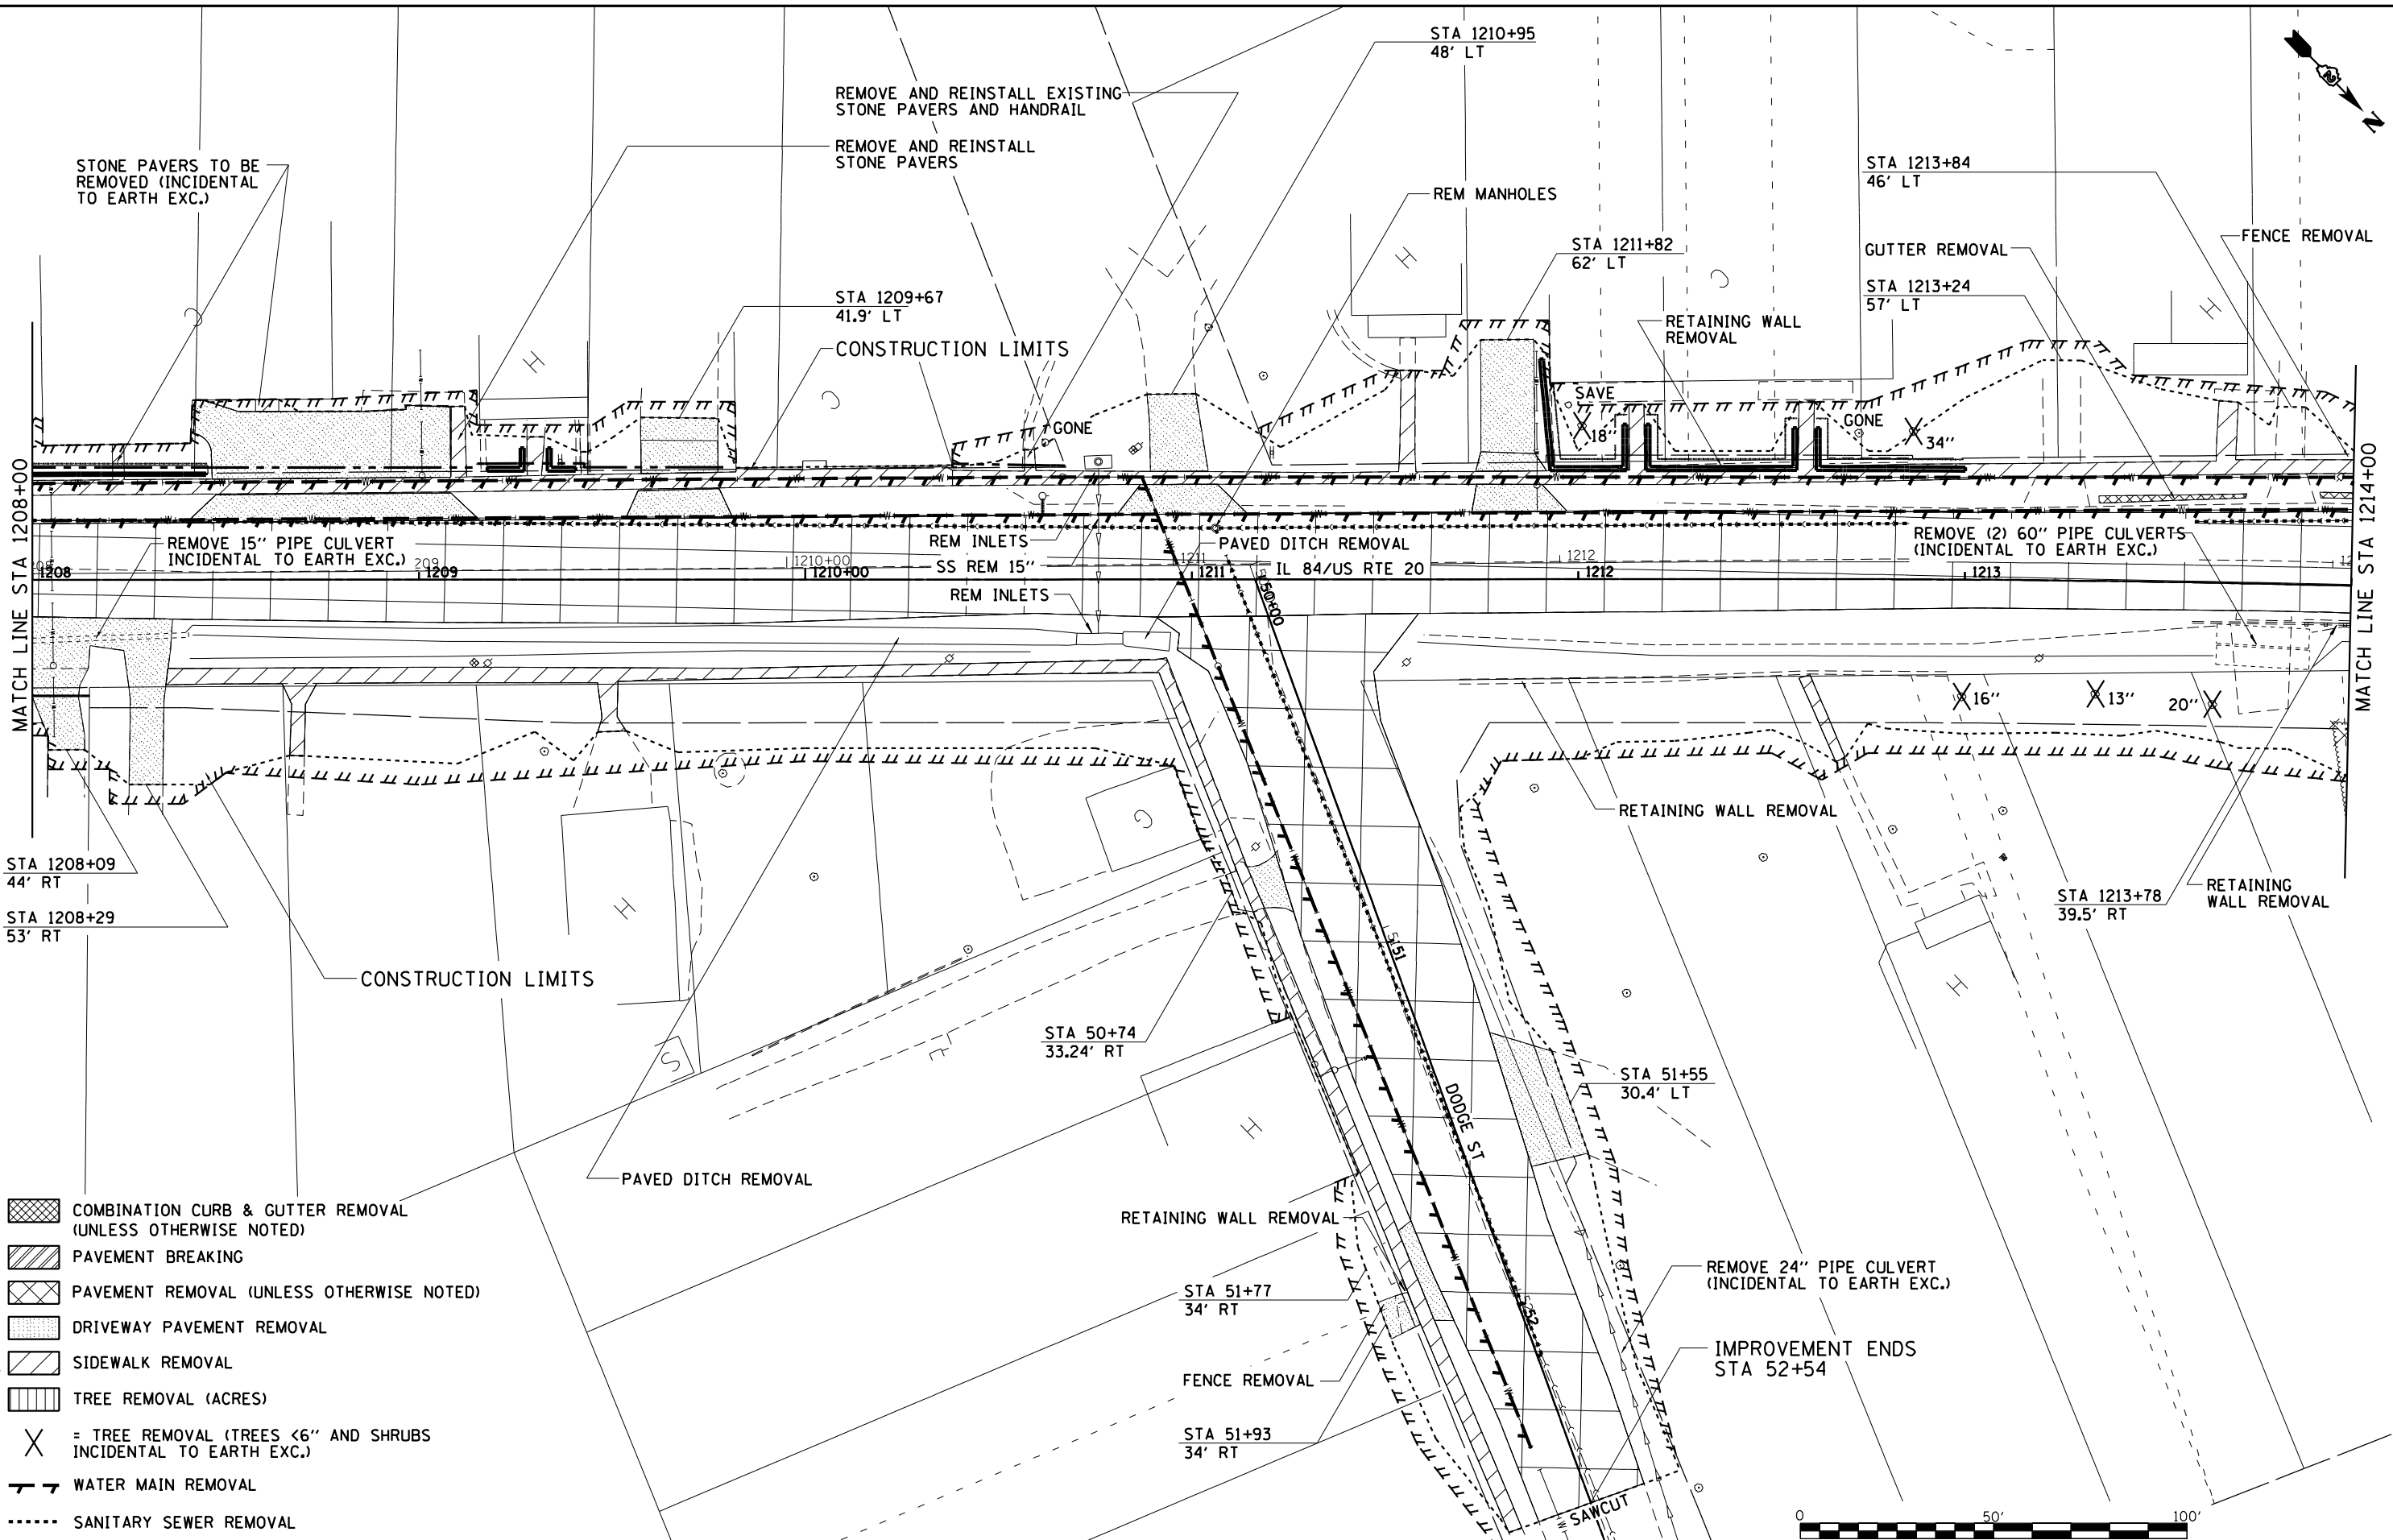 STA 1210+95
48' LT
REMOVE AND REINSTALL EXISTING
STONE PAVERS AND HANDRAIL
REMOVE AND REINSTALL
STONE PAVERS
STONE PAVERS TO BE
REMOVED (INCIDENTAL
TO EARTH EXC.)
N
STA 1213+84
46' LT
REM MANHOLES
STA 1211+82
62' LT
GUTTER REMOVAL
FENCE REMOVAL
STA 1209+67
41.9' LT
STA 1213+24
57' LT
RETAINING WALL
REMOVAL
CONSTRUCTION LIMITS
H
H
H
C
SAVE
18"
GONE
GONE
34"
MATCH LINE STA 1208+00
MATCH LINE STA 1214+00
REMOVE 15" PIPE CULVERT
INCIDENTAL TO EARTH EXC.)
REM INLETS
PAVED DITCH REMOVAL
REMOVE (2) 60" PIPE CULVERTS
(INCIDENTAL TO EARTH EXC.)
SS REM 15"
IL 84/US RTE 20
REM INLETS
209
1210+00
1211
1212
1208
1209
1210+00
1211
1212
1213
50+00
16"
13"
20"
RETAINING WALL REMOVAL
STA 1208+09
44' RT
STA 1208+29
53' RT
G
H
STA 1213+78
39.5' RT
RETAINING
WALL REMOVAL
CONSTRUCTION LIMITS
51
H
STA 50+74
33.24' RT
S
STA 51+55
30.4' LT
DODGE ST
H
PAVED DITCH REMOVAL
RETAINING WALL REMOVAL
STA 51+77
34' RT
REMOVE 24" PIPE CULVERT
(INCIDENTAL TO EARTH EXC.)
52
IMPROVEMENT ENDS
STA 52+54
FENCE REMOVAL
STA 51+93
34' RT
SAWCUT
COMBINATION CURB & GUTTER REMOVAL
(UNLESS OTHERWISE NOTED)
PAVEMENT BREAKING
PAVEMENT REMOVAL (UNLESS OTHERWISE NOTED)
DRIVEWAY PAVEMENT REMOVAL
SIDEWALK REMOVAL
TREE REMOVAL (ACRES)
= TREE REMOVAL (TREES <6" AND SHRUBS
INCIDENTAL TO EARTH EXC.)
WATER MAIN REMOVAL
SANITARY SEWER REMOVAL
0 50' 100'